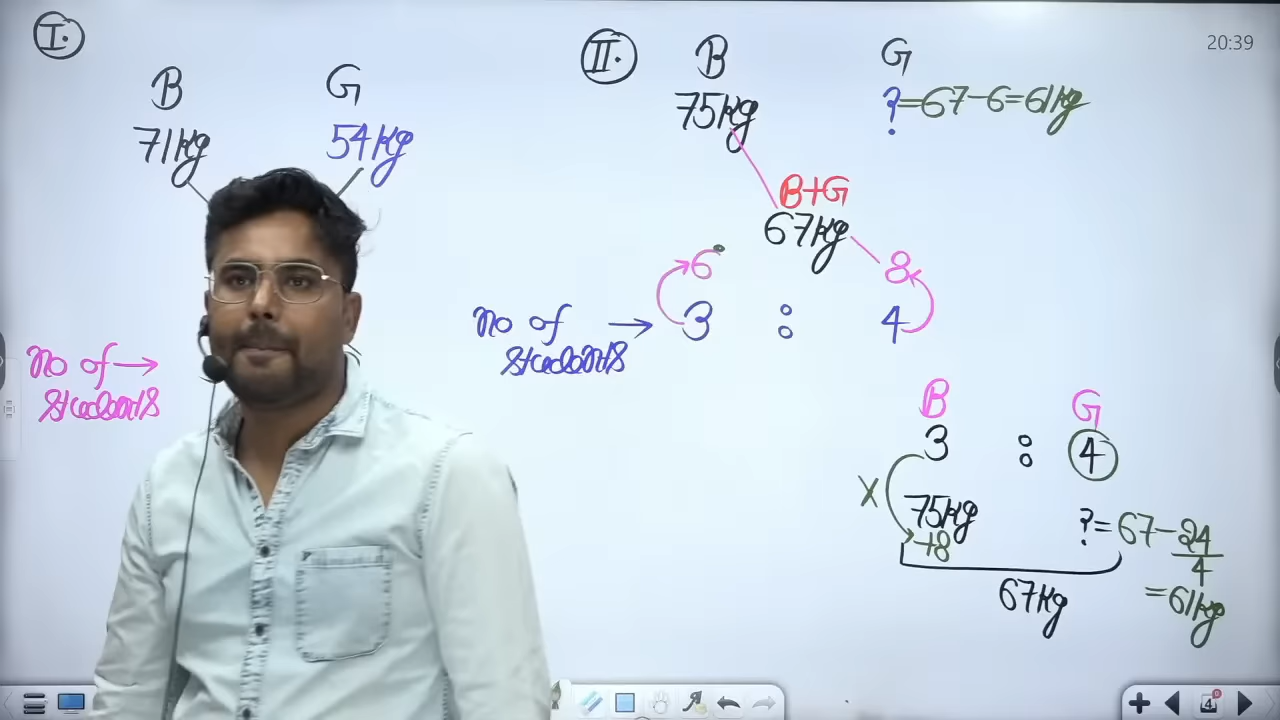 I.
B G
71kg 54kg
no of →
students
II.
B G
75kg ?=67-6=61kg
B+G
67kg
6 8
no of → 3 : 4
students
B G
3 : 4
X
75kg ?=67-24/4
+8 =61kg
67kg
20:39
4